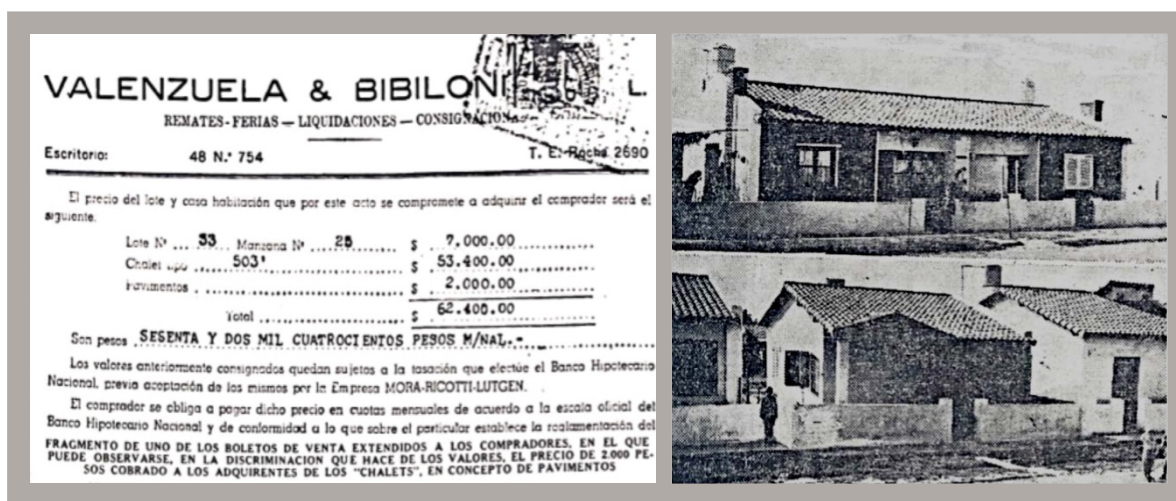 VALENZUELA & BIBILONI L.
REMATES-FERIAS — LIQUIDACIONES — CONSIGNACIONES
Escritorio: 48 N.° 754 T. E. Rocha 2690
El precio del lote y casa habitación que por este acto se compromete a adquirir el comprador será el
siguiente.
Lote N° ... 33 Manzana N° ... 25 ........ $ ..7.000.00............
Chalet tipo ........503'................. $ .53.400.00............
Pavimentos ........................ $ ..2.000.00............
Total ........................ $ 62.400.00............
Son pesos .SESENTA Y DOS MIL CUATROCIENTOS PESOS M/NAL.-............
Los valores anteriormente consignados quedan sujetos a la tasación que efectúe el Banco Hipotecario
Nacional, previa aceptación de los mismos por la Empresa MORA-RICOTTI-LUTGEN.
El comprador se obliga a pagar dicho precio en cuotas mensuales de acuerdo a la escala oficial del
Banco Hipotecario Nacional y de conformidad a lo que sobre el particular establece la reglamentación del
FRAGMENTO DE UNO DE LOS BOLETOS DE VENTA EXTENDIDOS A LOS COMPRADORES, EN EL QUE
PUEDE OBSERVARSE, EN LA DISCRIMINACION QUE HACE DE LOS VALORES, EL PRECIO DE 2.000 PE-
SOS COBRADO A LOS ADQUIRENTES DE LOS "CHALETS", EN CONCEPTO DE PAVIMENTOS